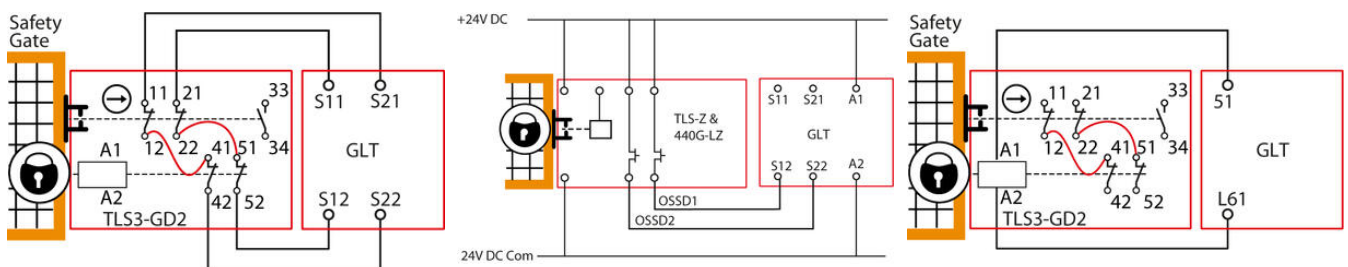 Safety
Gate
11 21 33
12 22 41 51 34
A1
A2
42 52
TLS3-GD2
S11 S21
GLT
S12 S22
+24V DC
TLS-Z &
440G-LZ
S11 S21 A1
GLT
S12 S22 A2
OSSD1
OSSD2
24V DC Com
Safety
Gate
11 21 33
12 22 41 51 34
A1
A2
42 52
TLS3-GD2
51
GLT
L61